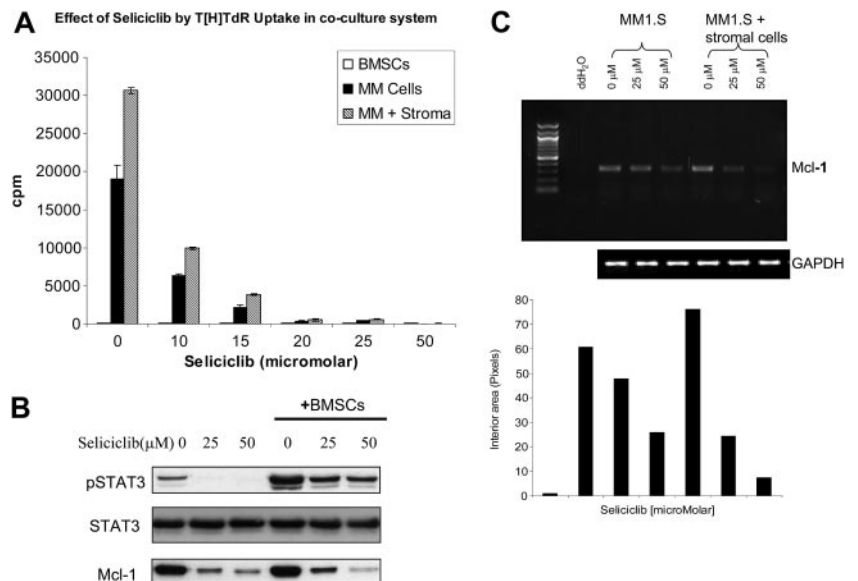 A
Effect of Seliciclib by T[H]TdR Uptake in co-culture system
BMSCs
MM Cells
MM + Stroma
cpm
35000
30000
25000
20000
15000
10000
5000
0
0 10 15 20 25 50
Seliciclib (micromolar)
B
+BMSCs
Seliciclib(μM) 0 25 50 0 25 50
pSTAT3
STAT3
Mcl-1
C
MM1.S
MM1.S +
stromal cells
ddH2O 0 μM 25 μM 50 μM 0 μM 25 μM 50 μM
Mcl-1
GAPDH
Interior area (Pixels)
80
70
60
50
40
30
20
10
0
Seliciclib [microMolar]